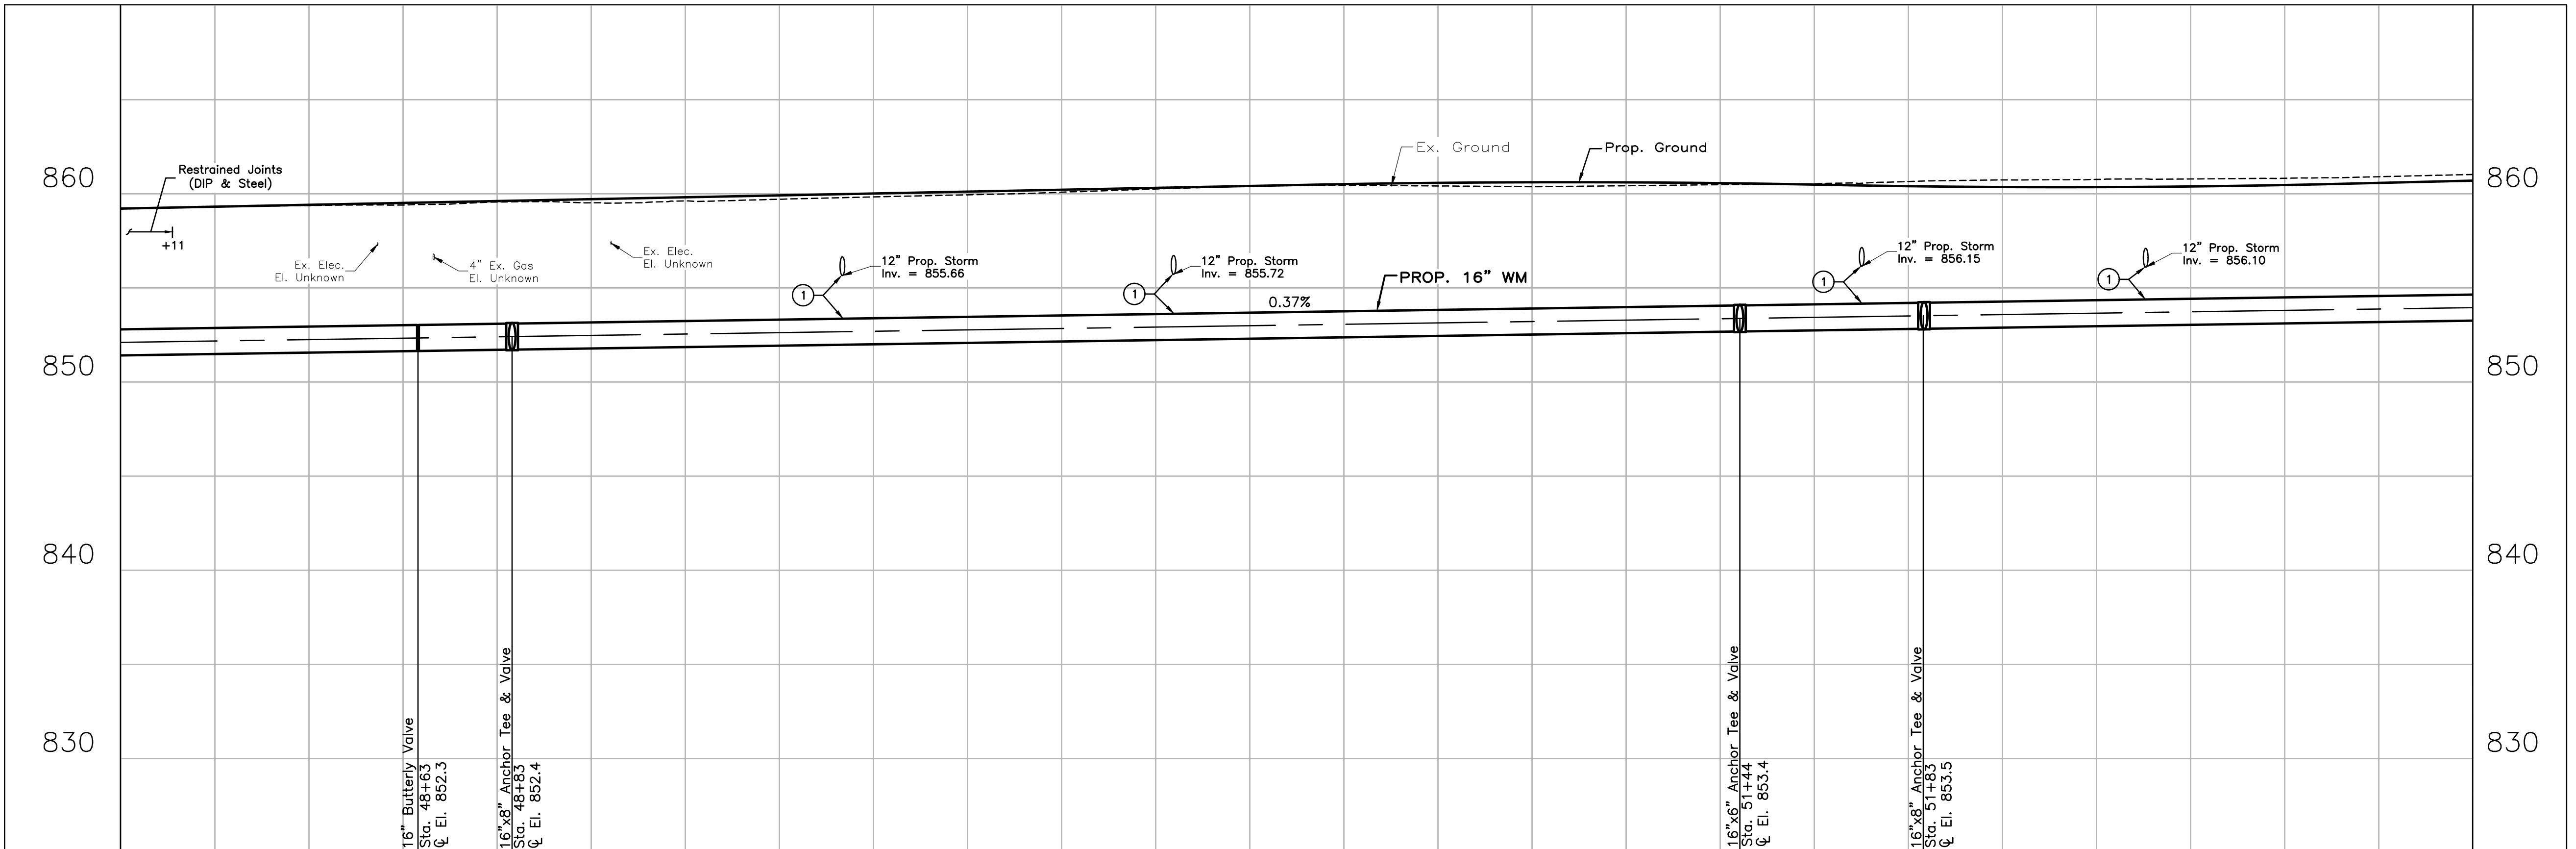 Ex. Ground
Prop. Ground
Restrained Joints
(DIP & Steel)
860
860
+11
Ex. Elec.
El. Unknown
4" Ex. Gas
El. Unknown
Ex. Elec.
El. Unknown
12" Prop. Storm
Inv. = 855.66
1
12" Prop. Storm
Inv. = 855.72
1
0.37%
PROP. 16" WM
12" Prop. Storm
Inv. = 856.15
1
12" Prop. Storm
Inv. = 856.10
1
850
850
840
840
830
830
16" Butterly Valve
Sta. 48+63
℄ El. 852.3
16"x8" Anchor Tee & Valve
Sta. 48+83
℄ El. 852.4
16"x6" Anchor Tee & Valve
Sta. 51+44
℄ El. 853.4
16"x8" Anchor Tee & Valve
Sta. 51+83
℄ El. 853.5